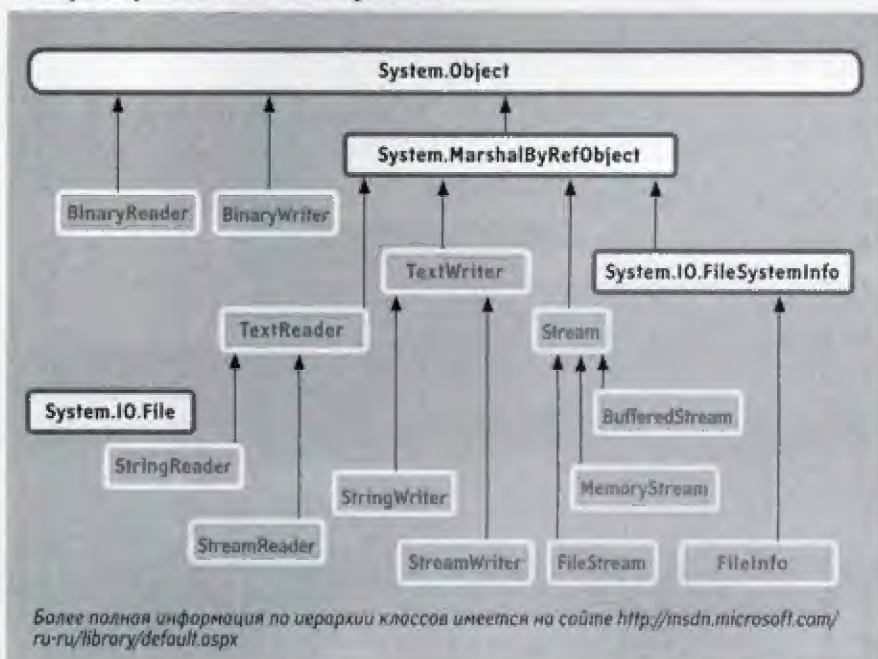 System.Object
System.MarshalByRefObject
BinaryReader
BinaryWriter
TextWriter
System.IO.FileSystemInfo
TextReader
Stream
System.IO.File
BufferedStream
StringReader
MemoryStream
StringWriter
StreamReader
StreamWriter
FileStream
FileInfo
Более полная информация по иерархии классов имеется на сайте http://msdn.microsoft.com/
ru-ru/library/default.aspx